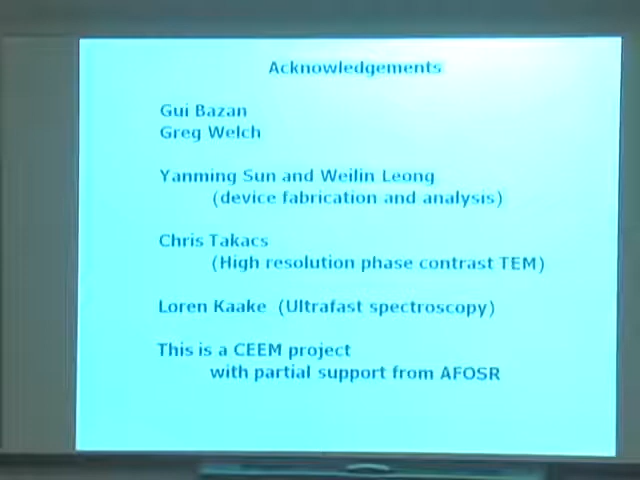 Acknowledgements
Gui Bazan
Greg Welch
Yanming Sun and Weilin Leong
(device fabrication and analysis)
Chris Takacs
(High resolution phase contrast TEM)
Loren Kaake (Ultrafast spectroscopy)
This is a CEEM project
with partial support from AFOSR